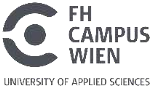 FH
CAMPUS
WIEN
UNIVERSITY OF APPLIED SCIENCES